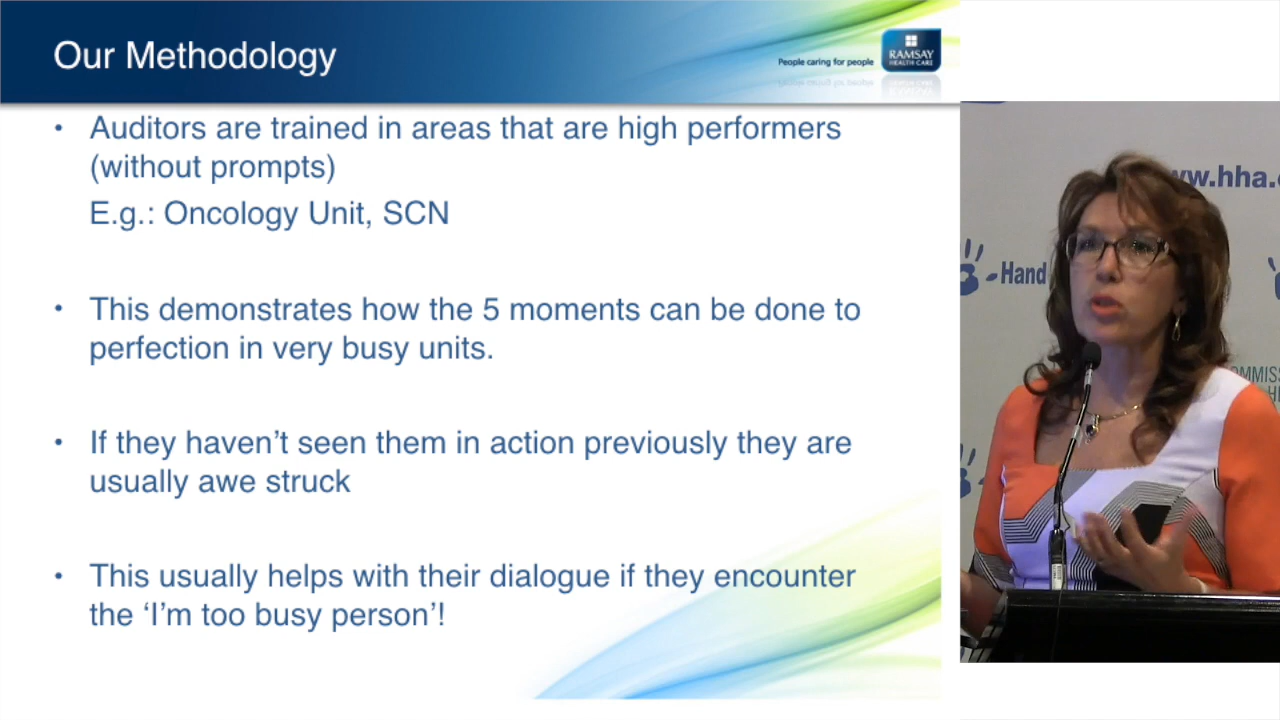 Our Methodology
People caring for people
RAMSAY
HEALTH CARE
• Auditors are trained in areas that are high performers
(without prompts)
E.g.: Oncology Unit, SCN
• This demonstrates how the 5 moments can be done to
perfection in very busy units.
• If they haven’t seen them in action previously they are
usually awe struck
• This usually helps with their dialogue if they encounter
the ‘I’m too busy person’!
www.hha.
Hand